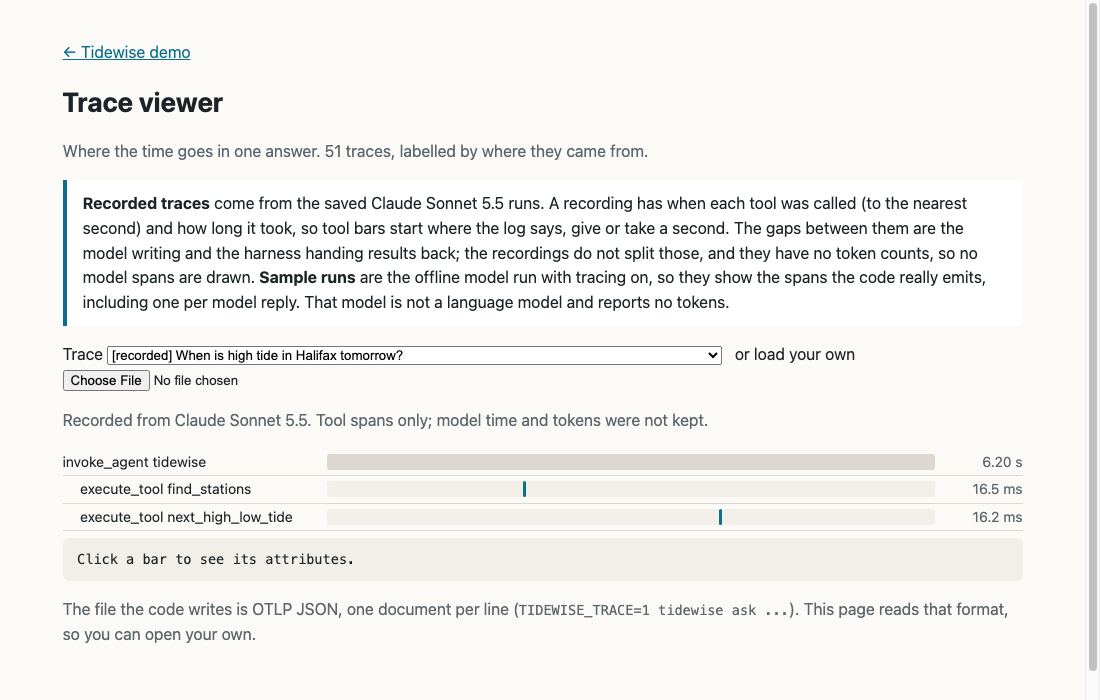 ← Tidewise demo
Trace viewer
Where the time goes in one answer. 51 traces, labelled by where they came from.
Recorded traces come from the saved Claude Sonnet 5.5 runs. A recording has when each tool was called (to the nearest
second) and how long it took, so tool bars start where the log says, give or take a second. The gaps between them are the
model writing and the harness handing results back; the recordings do not split those, and they have no token counts, so no
model spans are drawn. Sample runs are the offline model run with tracing on, so they show the spans the code really emits,
including one per model reply. That model is not a language model and reports no tokens.
Trace [recorded] When is high tide in Halifax tomorrow? or load your own
Choose File No file chosen
Recorded from Claude Sonnet 5.5. Tool spans only; model time and tokens were not kept.
invoke_agent tidewise 6.20 s
execute_tool find_stations 16.5 ms
execute_tool next_high_low_tide 16.2 ms
Click a bar to see its attributes.
The file the code writes is OTLP JSON, one document per line (TIDEWISE_TRACE=1 tidewise ask ...). This page reads that format,
so you can open your own.